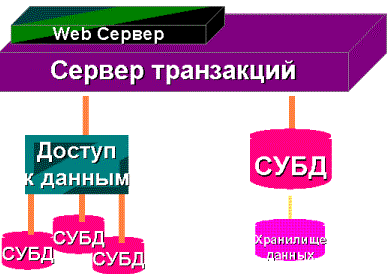 Web Сервер
Сервер транзакций
Доступ
к данным
СУБД
СУБД
СУБД
СУБД
Хранилище
данных